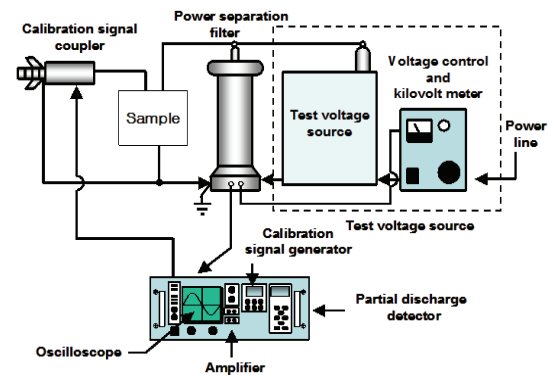 Power separation
filter
Calibration signal
coupler
Voltage control
and
kilovolt meter
Sample
Test voltage
source
Power
line
Test voltage source
Calibration
signal generator
Partial discharge
detector
Oscilloscope
Amplifier